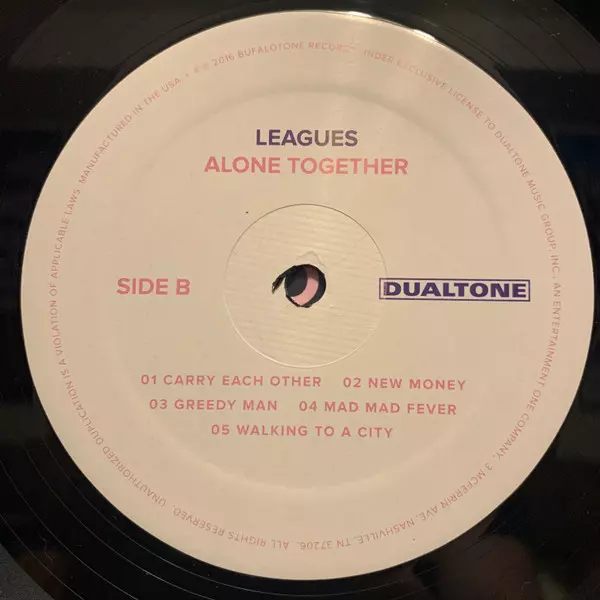 LEAGUES
ALONE TOGETHER
SIDE B
DUALTONE
01 CARRY EACH OTHER 02 NEW MONEY
03 GREEDY MAN 04 MAD MAD FEVER
05 WALKING TO A CITY
℗ © 2016 BUFALOTONE RECORDS UNDER EXCLUSIVE LICENSE TO DUALTONE MUSIC GROUP, INC., AN ENTERTAINMENT ONE COMPANY, 3 MCFERRIN AVE, NASHVILLE, TN 37206. ALL RIGHTS RESERVED. UNAUTHORIZED DUPLICATION IS A VIOLATION OF APPLICABLE LAWS. MANUFACTURED IN THE USA •